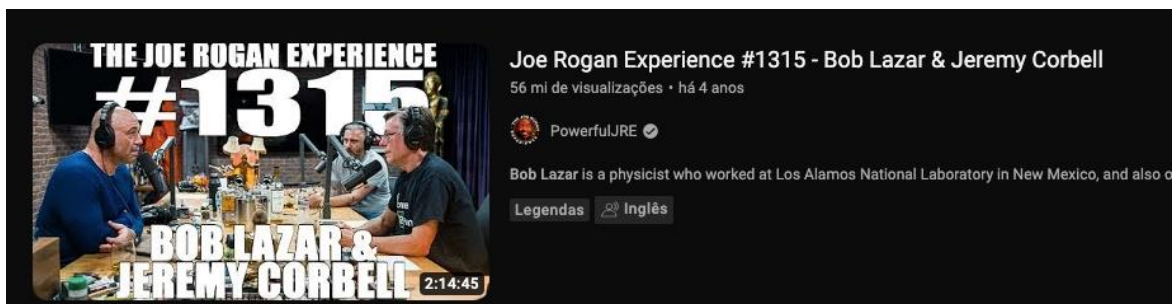 THE JOE ROGAN EXPERIENCE
#1315
BOB LAZAR &
JEREMY CORBELL
2:14:45
Joe Rogan Experience #1315 - Bob Lazar & Jeremy Corbell
56 mi de visualizações • há 4 anos
PowerfulJRE
Bob Lazar is a physicist who worked at Los Alamos National Laboratory in New Mexico, and also o
Legendas
Inglês